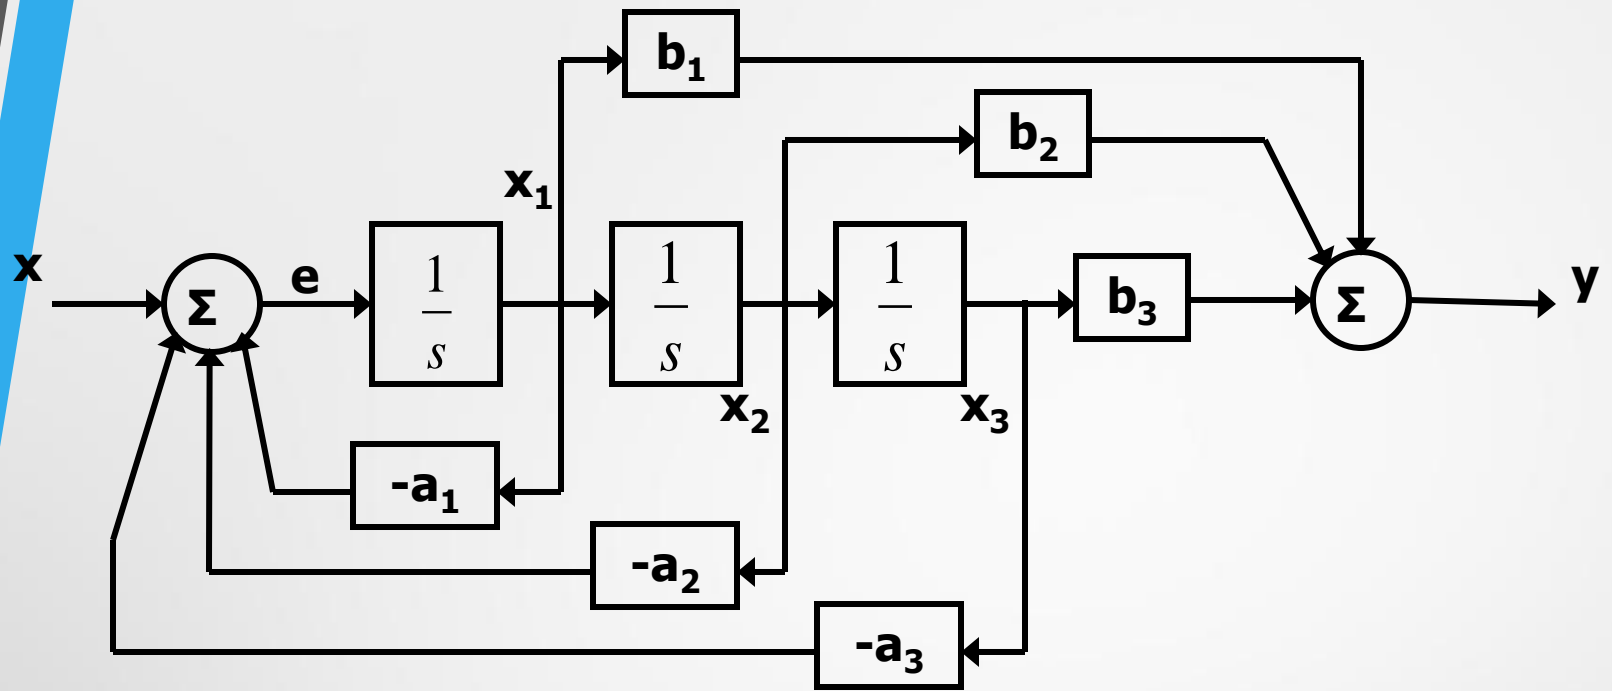 b₁
b₂
x₁
x
Σ
e
1
s
1
s
1
s
b₃
Σ
y
x₂
x₃
-a₁
-a₂
-a₃